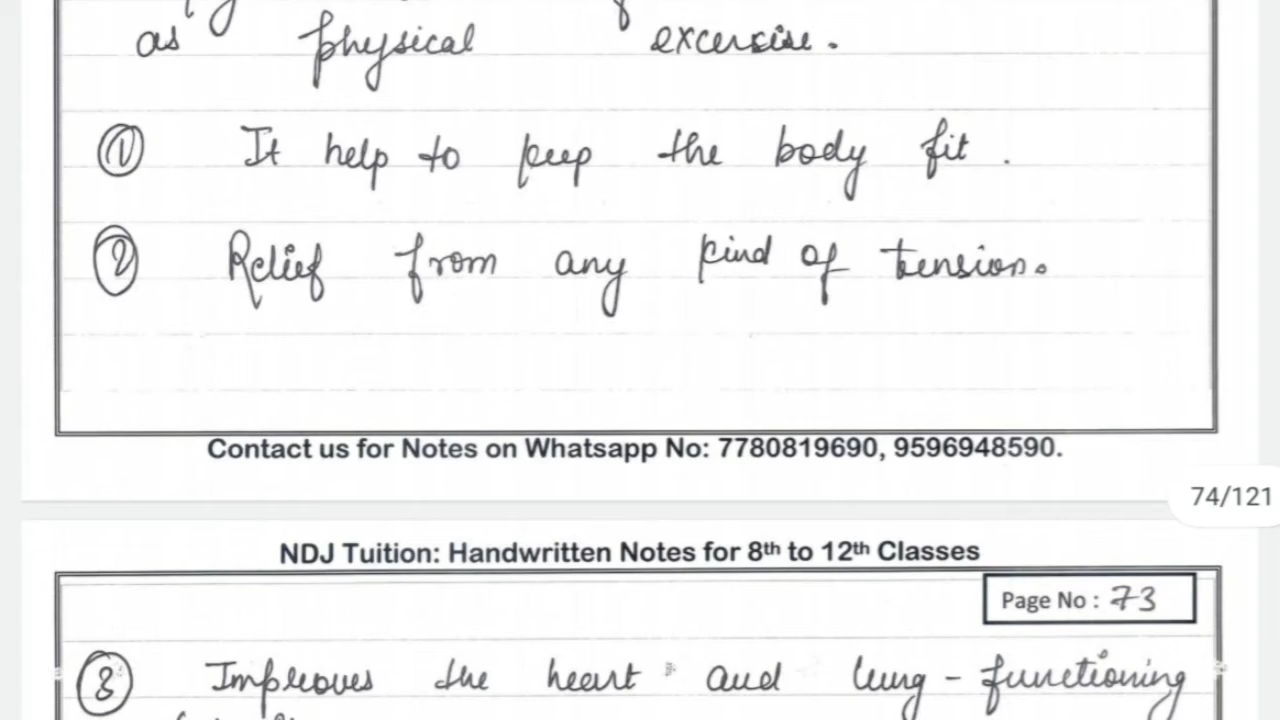 as physical excercise.
① It help to keep the body fit.
② Relief from any kind of tension.
Contact us for Notes on Whatsapp No: 7780819690, 9596948590.
74/121
NDJ Tuition: Handwritten Notes for 8th to 12th Classes
Page No : 73
③ Improves the heart and lung - functioning